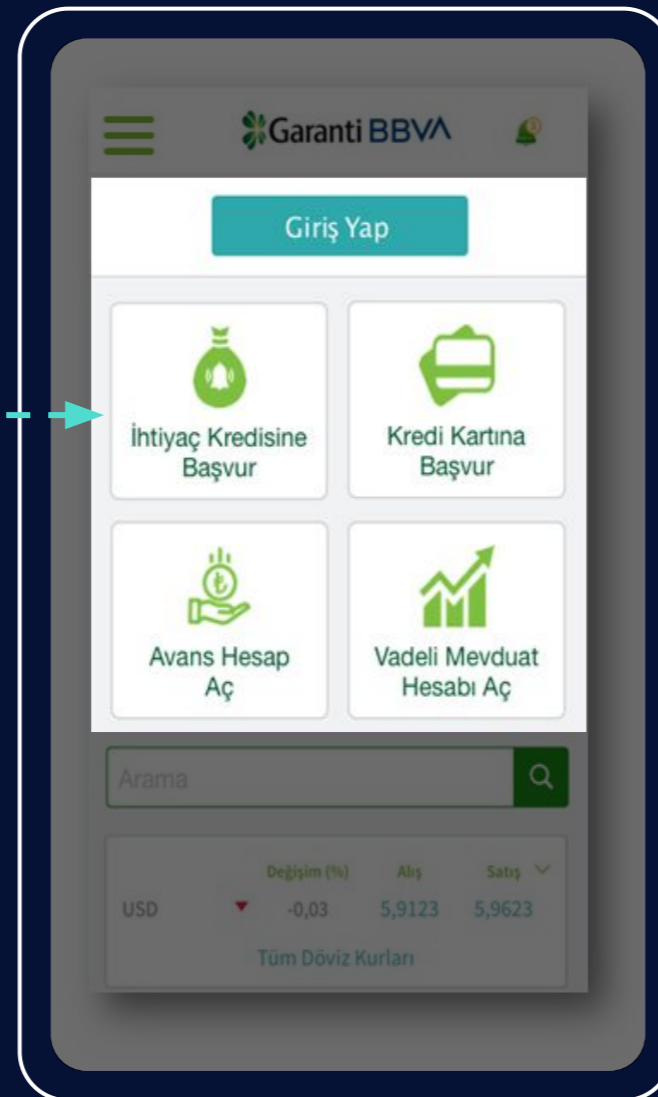 Garanti BBVA
Giriş Yap
İhtiyaç Kredisine
Başvur
Kredi Kartına
Başvur
Avans Hesap
Aç
Vadeli Mevduat
Hesabı Aç
Arama
Değişim (%) Alış Satış
USD -0,03 5,9123 5,9623
Tüm Döviz Kurları